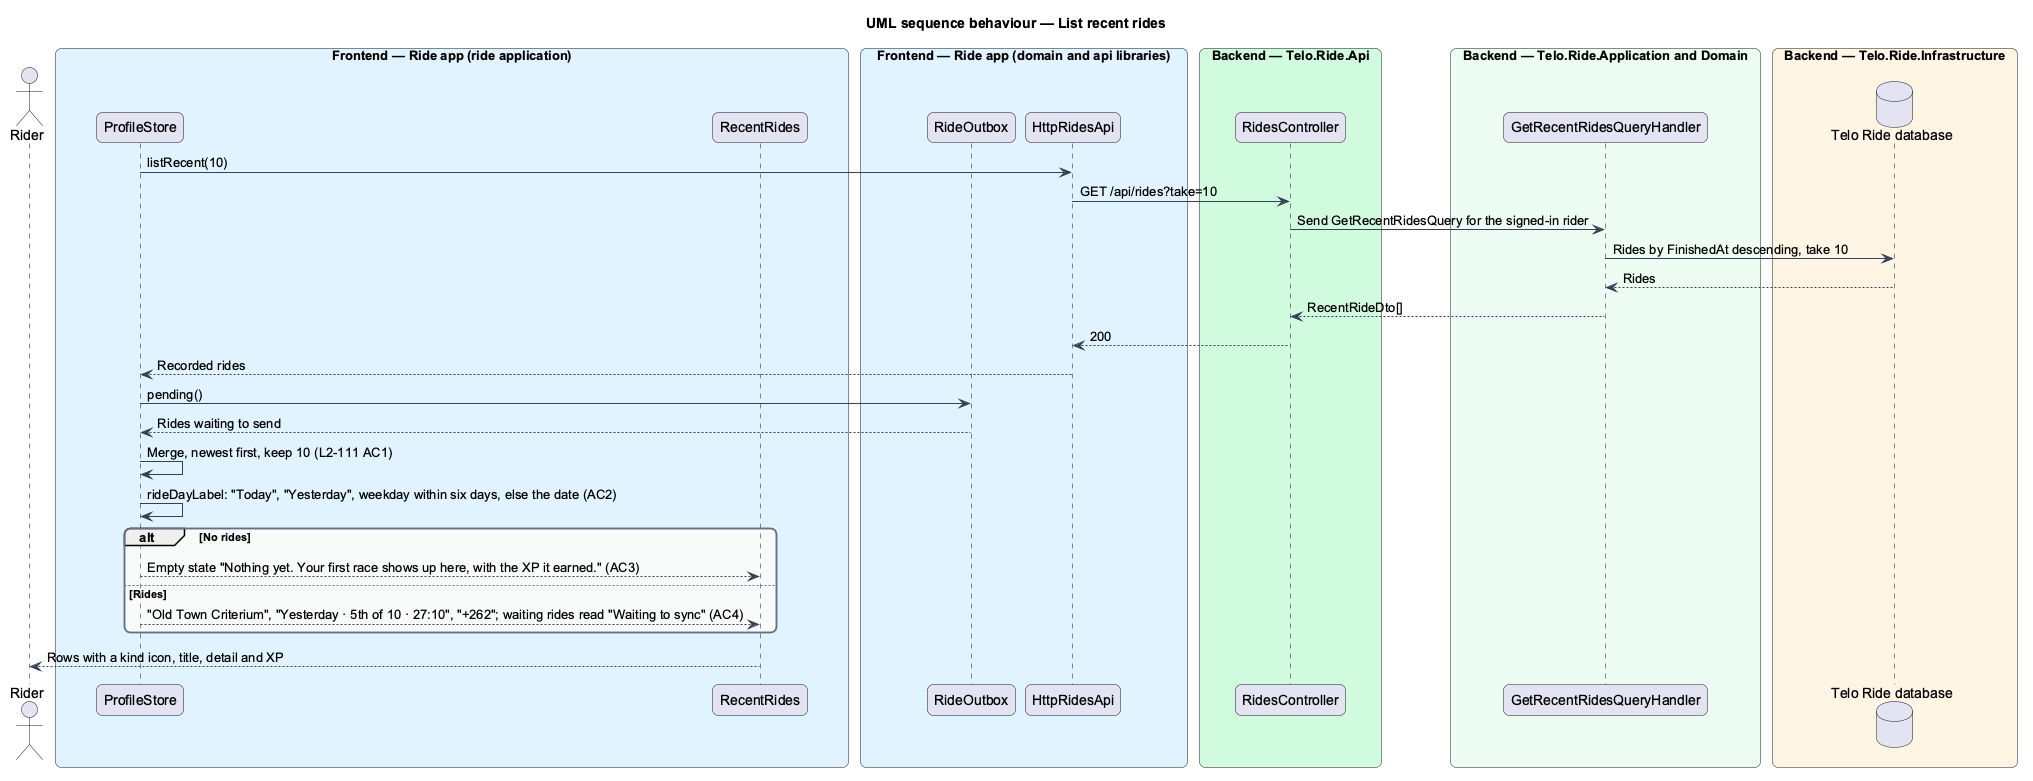 UML sequence behaviour — List recent rides
Frontend — Ride app (ride application)
Frontend — Ride app (domain and api libraries)
Backend — Telo.Ride.Api
Backend — Telo.Ride.Application and Domain
Backend — Telo.Ride.Infrastructure
Rider
ProfileStore
RecentRides
RideOutbox
HttpRidesApi
RidesController
GetRecentRidesQueryHandler
Telo Ride database
listRecent(10)
GET /api/rides?take=10
Send GetRecentRidesQuery for the signed-in rider
Rides by FinishedAt descending, take 10
Rides
RecentRideDto[]
200
Recorded rides
pending()
Rides waiting to send
Merge, newest first, keep 10 (L2-111 AC1)
rideDayLabel: "Today", "Yesterday", weekday within six days, else the date (AC2)
alt
[No rides]
Empty state "Nothing yet. Your first race shows up here, with the XP it earned." (AC3)
[Rides]
"Old Town Criterium", "Yesterday · 5th of 10 · 27:10", "+262"; waiting rides read "Waiting to sync" (AC4)
Rows with a kind icon, title, detail and XP
Rider
ProfileStore
RecentRides
RideOutbox
HttpRidesApi
RidesController
GetRecentRidesQueryHandler
Telo Ride database